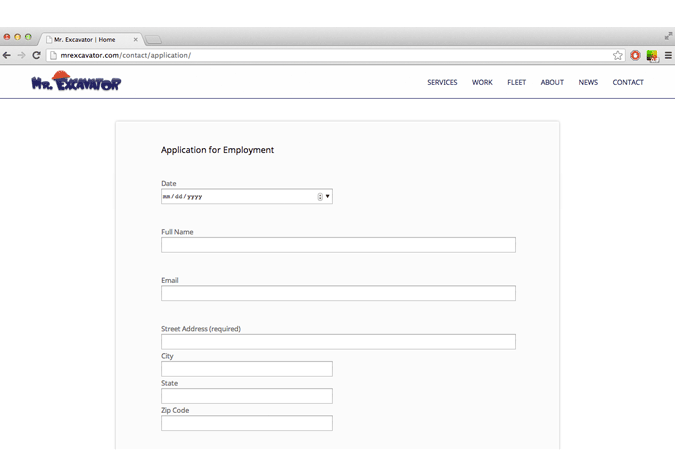 Mr. Excavator | Home
mrexcavator.com/contact/application/
MR. EXCAVATOR
SERVICES WORK FLEET ABOUT NEWS CONTACT
Application for Employment
Date
mm/dd/yyyy
Full Name
Email
Street Address (required)
City
State
Zip Code